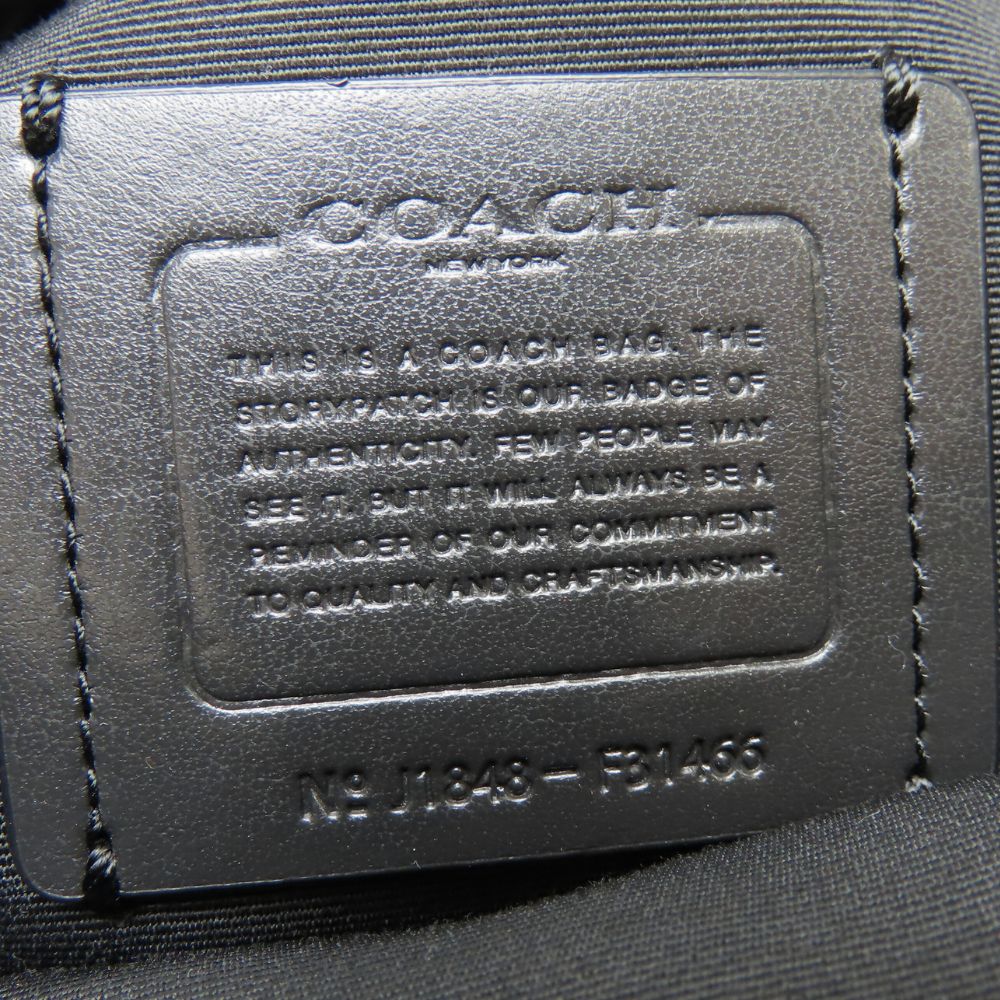 COACH
NEW YORK
THIS IS A COACH BAG. THE
STORYPATCH IS OUR BADGE OF
AUTHENTICITY. FEW PEOPLE MAY
SEE IT. BUT IT WILL ALWAYS BE A
REMINDER OF OUR COMMITMENT
TO QUALITY AND CRAFTSMANSHIP.
Nº J1848-F31466